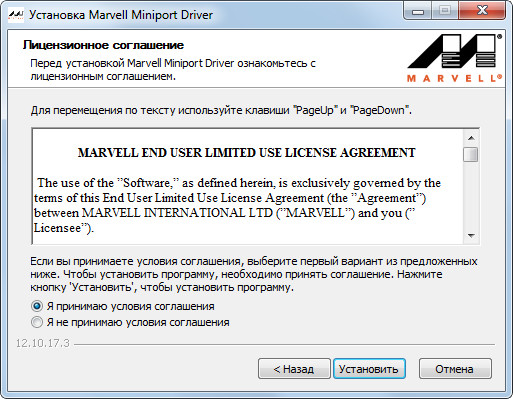 Установка Marvell Miniport Driver
Лицензионное соглашение
Перед установкой Marvell Miniport Driver ознакомьтесь с
лицензионным соглашением.
MARVELL®
Для перемещения по тексту используйте клавиши "PageUp" и "PageDown".
MARVELL END USER LIMITED USE LICENSE AGREEMENT
The use of the ”Software,” as defined herein, is exclusively governed by the
terms of this End User Limited Use License Agreement (the ”Agreement”)
between MARVELL INTERNATIONAL LTD (”MARVELL”) and you (”
Licensee”).
Если вы принимаете условия соглашения, выберите первый вариант из предложенных
ниже. Чтобы установить программу, необходимо принять соглашение. Нажмите
кнопку 'Установить', чтобы установить программу.
Я принимаю условия соглашения
Я не принимаю условия соглашения
12.10.17.3
< Назад
Установить
Отмена